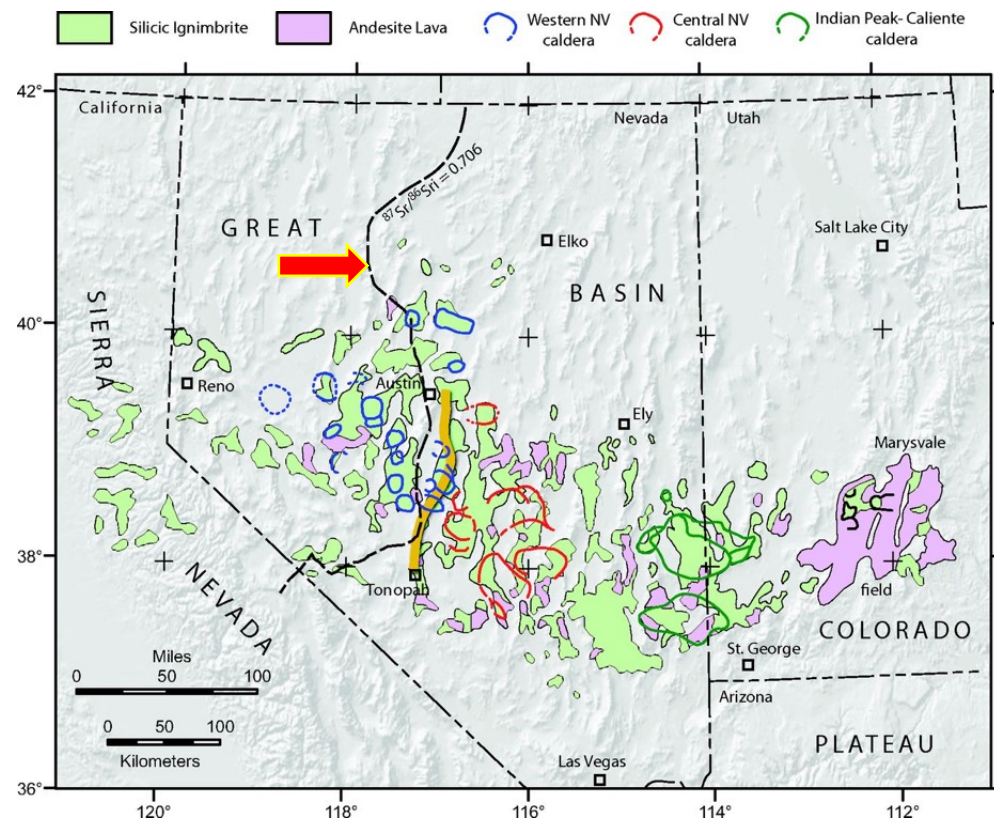 Silicic Ignimbrite
Andesite Lava
Western NV
caldera
Central NV
caldera
Indian Peak- Caliente
caldera
42°
California
Nevada
Utah
87Sr/86Sri = 0.706
GREAT
Salt Lake City
Elko
BASIN
SIERRA
40°
Reno
Austin
Ely
Marysvale
38°
NEVADA
Tonopah
field
COLORADO
Miles
0 50 100
St. George
Arizona
0 50 100
Kilometers
PLATEAU
Las Vegas
36°
120° 118° 116° 114° 112°